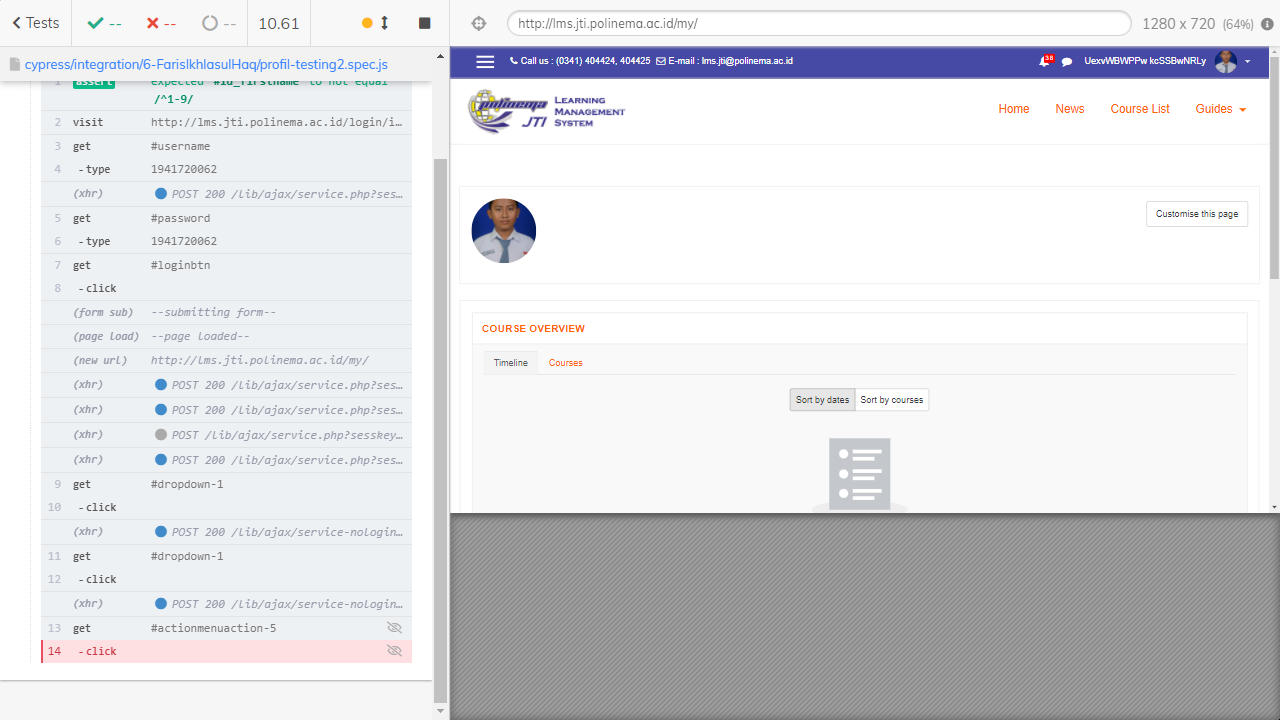 Tests
--
--
--
10.61
http://lms.jti.polinema.ac.id/my/
1280 x 720 (64%)
cypress/integration/6-FarisIkhlasulHaq/profil-testing2.spec.js
1 assert expected #id_firstname to not equal
/^1-9/
2 visit http://lms.jti.polinema.ac.id/login/i…
3 get #username
4 -type 1941720062
(xhr) POST 200 /lib/ajax/service.php?ses…
5 get #password
6 -type 1941720062
7 get #loginbtn
8 -click
(form sub) --submitting form--
(page load) --page loaded--
(new url) http://lms.jti.polinema.ac.id/my/
(xhr) POST 200 /lib/ajax/service.php?ses…
(xhr) POST 200 /lib/ajax/service.php?ses…
(xhr) POST /lib/ajax/service.php?sesskey…
(xhr) POST 200 /lib/ajax/service.php?ses…
9 get #dropdown-1
10 -click
(xhr) POST 200 /lib/ajax/service-nologin…
11 get #dropdown-1
12 -click
(xhr) POST 200 /lib/ajax/service-nologin…
13 get #actionmenuaction-5
14 -click
Call us : (0341) 404424, 404425 E-mail : lms.jti@polinema.ac.id
38
UexvWBWPPw kcSSBwNRLy
polinema JTI
LEARNING
MANAGEMENT
SYSTEM
Home News Course List Guides
Customise this page
COURSE OVERVIEW
Timeline Courses
Sort by dates Sort by courses